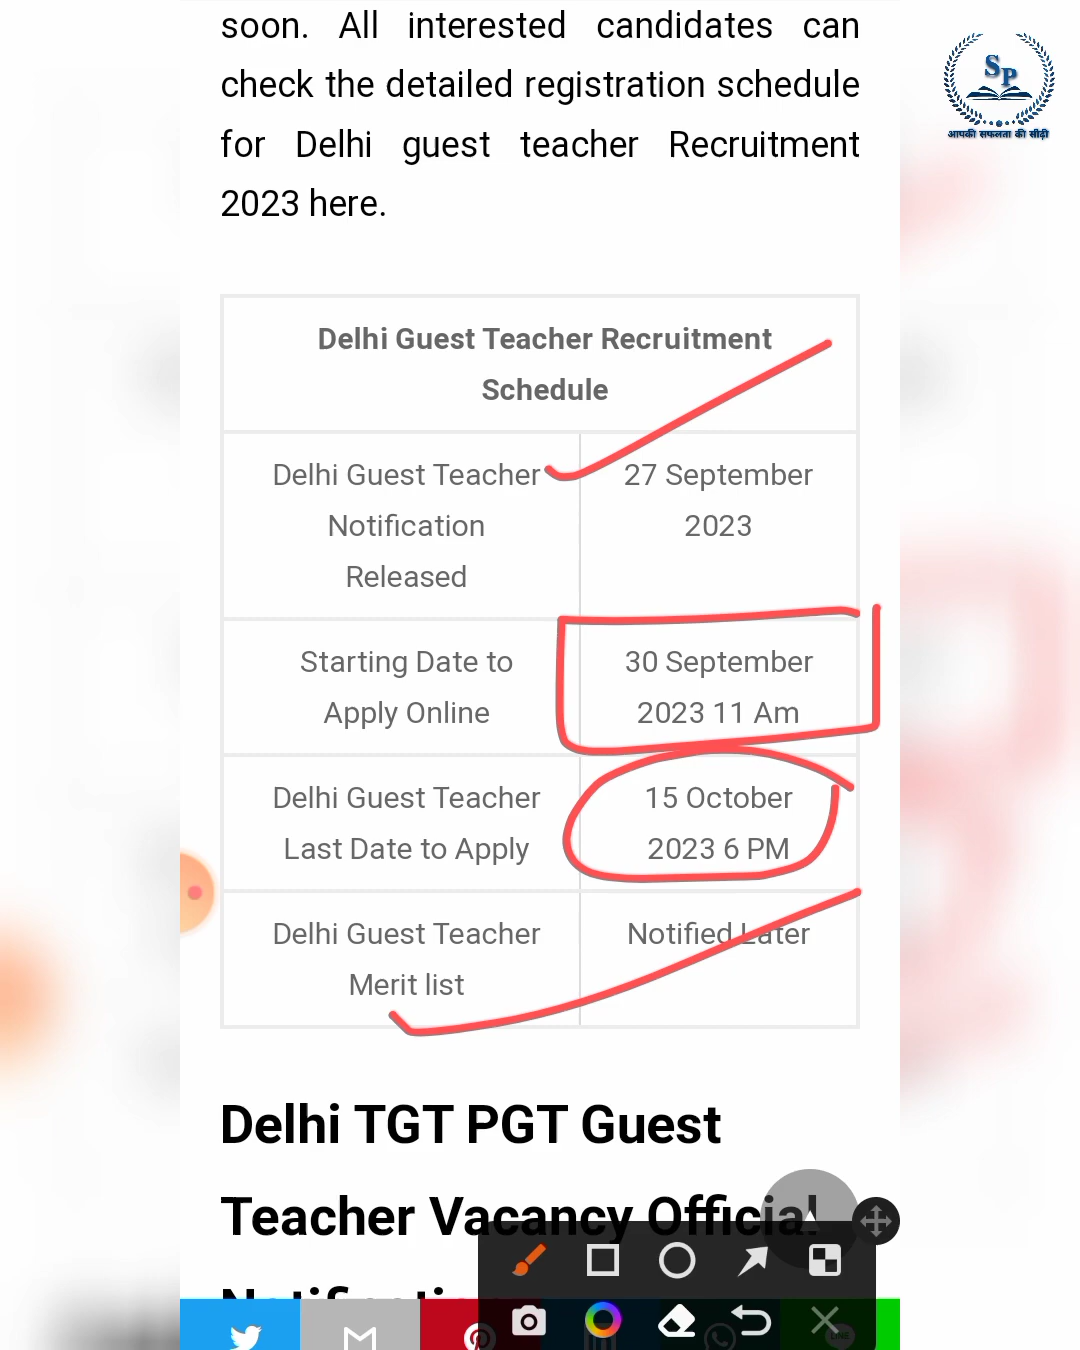 soon. All interested candidates can
check the detailed registration schedule
for Delhi guest teacher Recruitment
2023 here.
SP
आपकी सफलता की सीढ़ी
Delhi Guest Teacher Recruitment
Schedule
Delhi Guest Teacher
Notification
Released
27 September
2023
Starting Date to
Apply Online
30 September
2023 11 Am
Delhi Guest Teacher
Last Date to Apply
15 October
2023 6 PM
Delhi Guest Teacher
Merit list
Notified Later
Delhi TGT PGT Guest
Teacher Vacancy Official
LINE